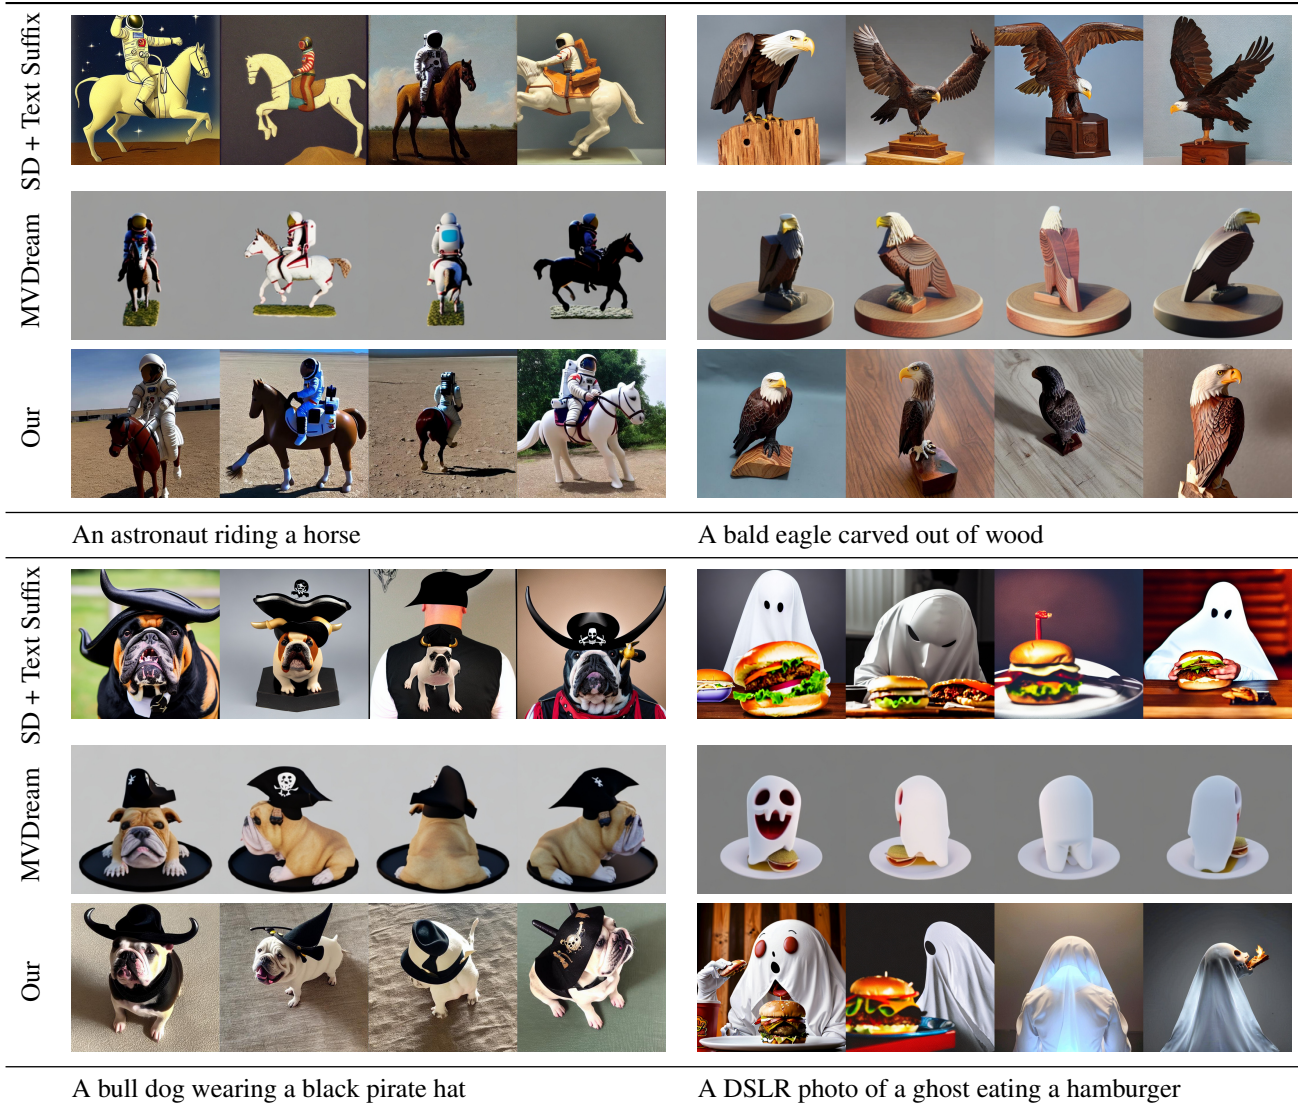 SD + Text Suffix
MVDream
Our
An astronaut riding a horse
A bald eagle carved out of wood
SD + Text Suffix
MVDream
Our
A bull dog wearing a black pirate hat
A DSLR photo of a ghost eating a hamburger